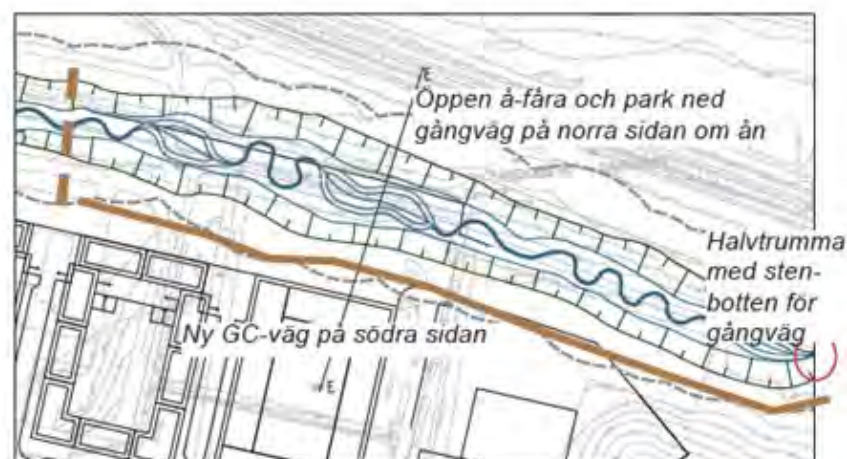 E
Öppen å-fåra och park ned
gångväg på norra sidan om ån
Halvtrumma
med sten-
botten för
gångväg
Ny GC-väg på södra sidan
E